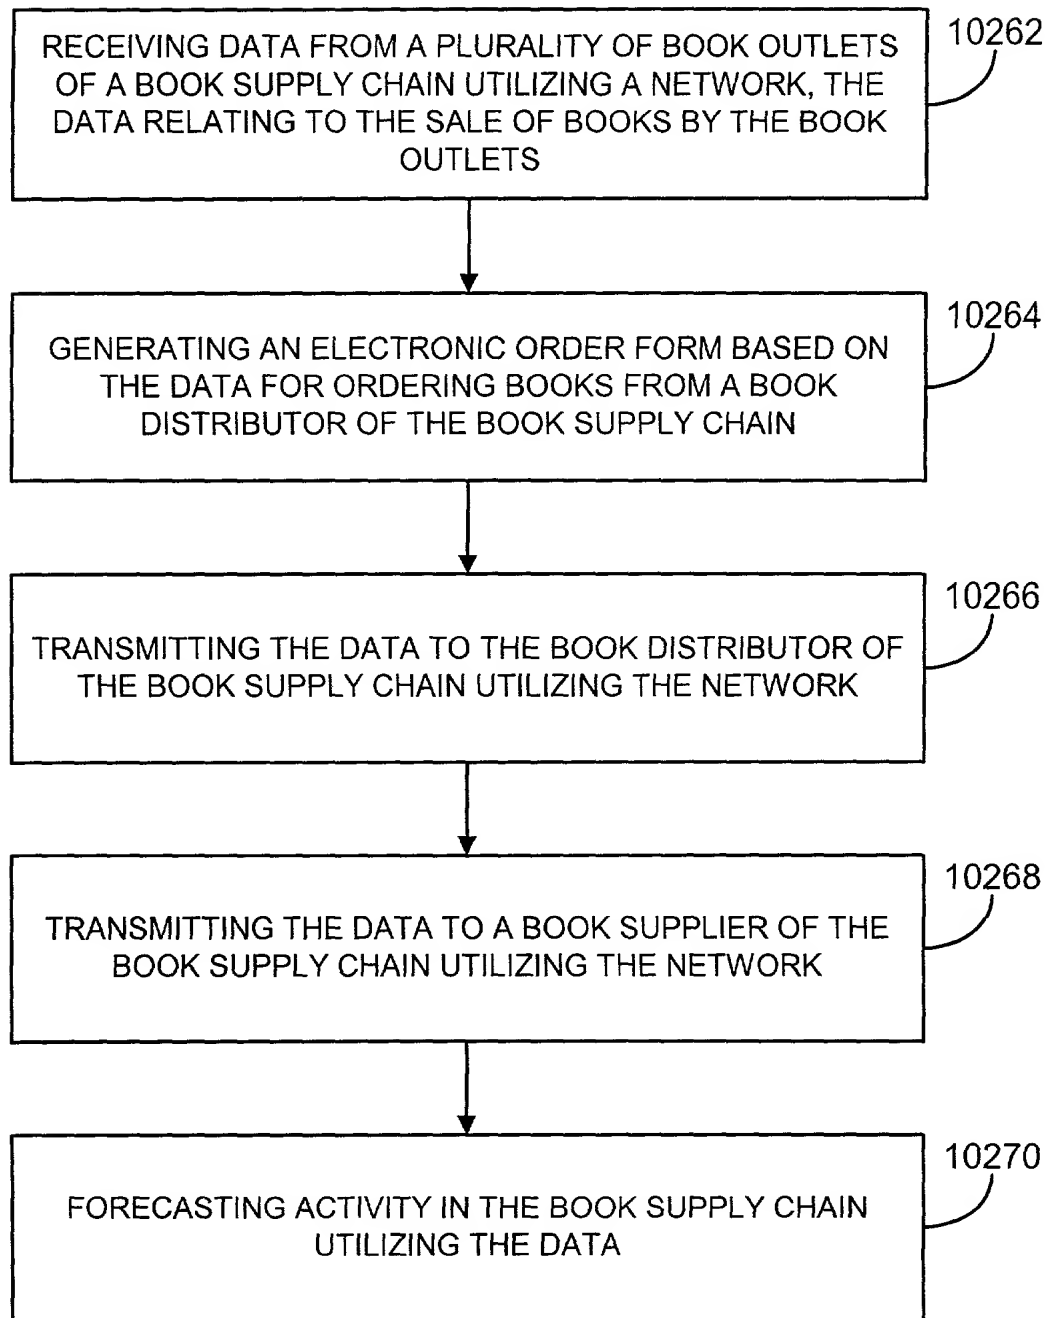 RECEIVING DATA FROM A PLURALITY OF BOOK OUTLETS
OF A BOOK SUPPLY CHAIN UTILIZING A NETWORK, THE
DATA RELATING TO THE SALE OF BOOKS BY THE BOOK
OUTLETS
10262
GENERATING AN ELECTRONIC ORDER FORM BASED ON
THE DATA FOR ORDERING BOOKS FROM A BOOK
DISTRIBUTOR OF THE BOOK SUPPLY CHAIN
10264
TRANSMITTING THE DATA TO THE BOOK DISTRIBUTOR OF
THE BOOK SUPPLY CHAIN UTILIZING THE NETWORK
10266
TRANSMITTING THE DATA TO A BOOK SUPPLIER OF THE
BOOK SUPPLY CHAIN UTILIZING THE NETWORK
10268
FORECASTING ACTIVITY IN THE BOOK SUPPLY CHAIN
UTILIZING THE DATA
10270